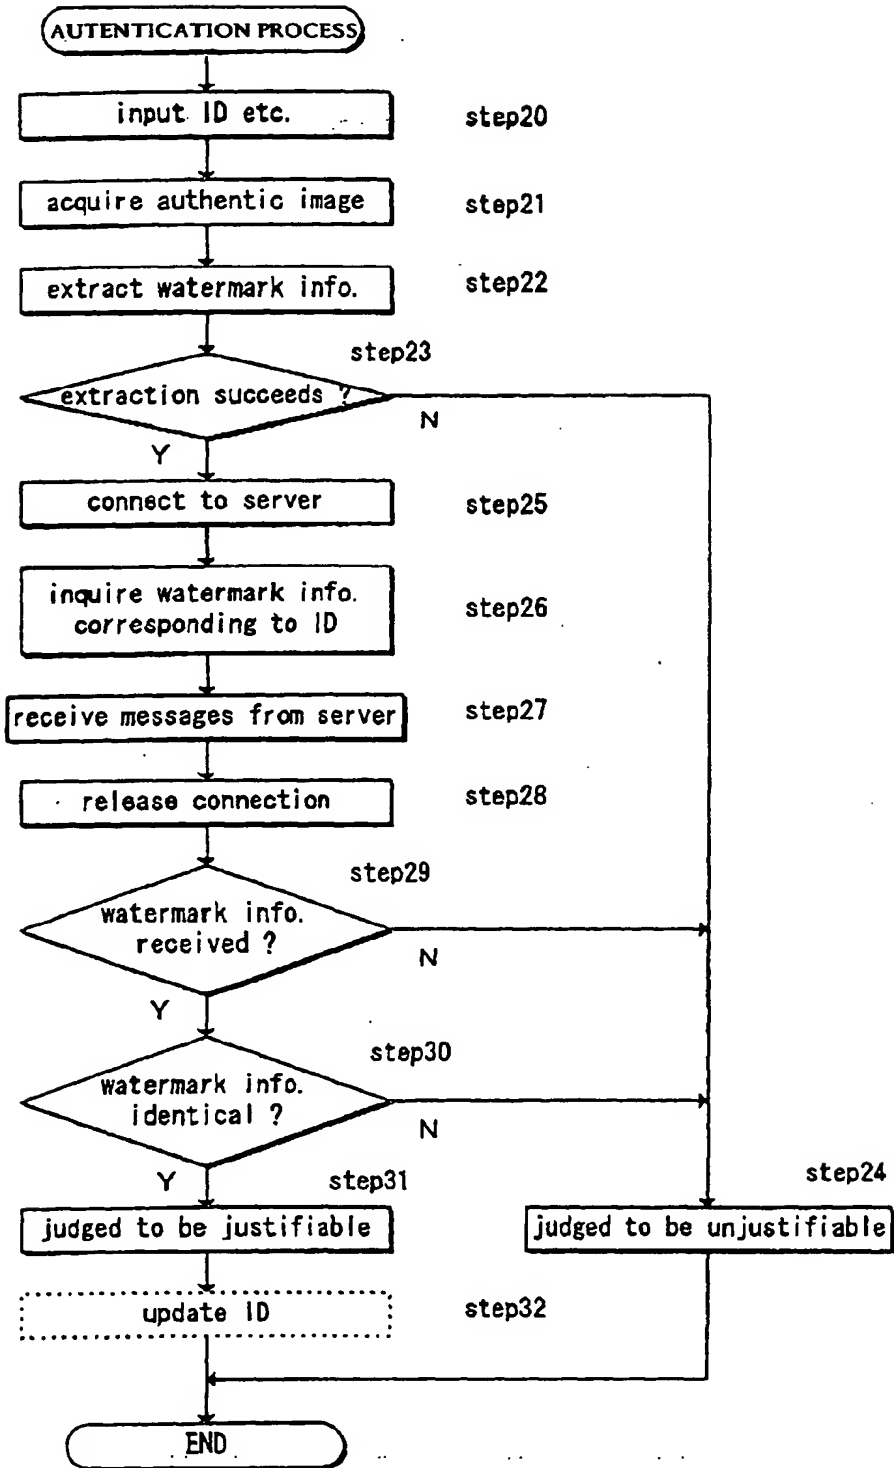 AUTENTICATION PROCESS
input ID etc.
step20
acquire authentic image
step21
extract watermark info.
step22
step23
extraction succeeds ?
N
Y
connect to server
step25
inquire watermark info.
corresponding to ID
step26
receive messages from server
step27
release connection
step28
step29
watermark info.
received ?
N
Y
step30
watermark info.
identical ?
N
Y
step31
step24
judged to be justifiable
judged to be unjustifiable
update ID
step32
END